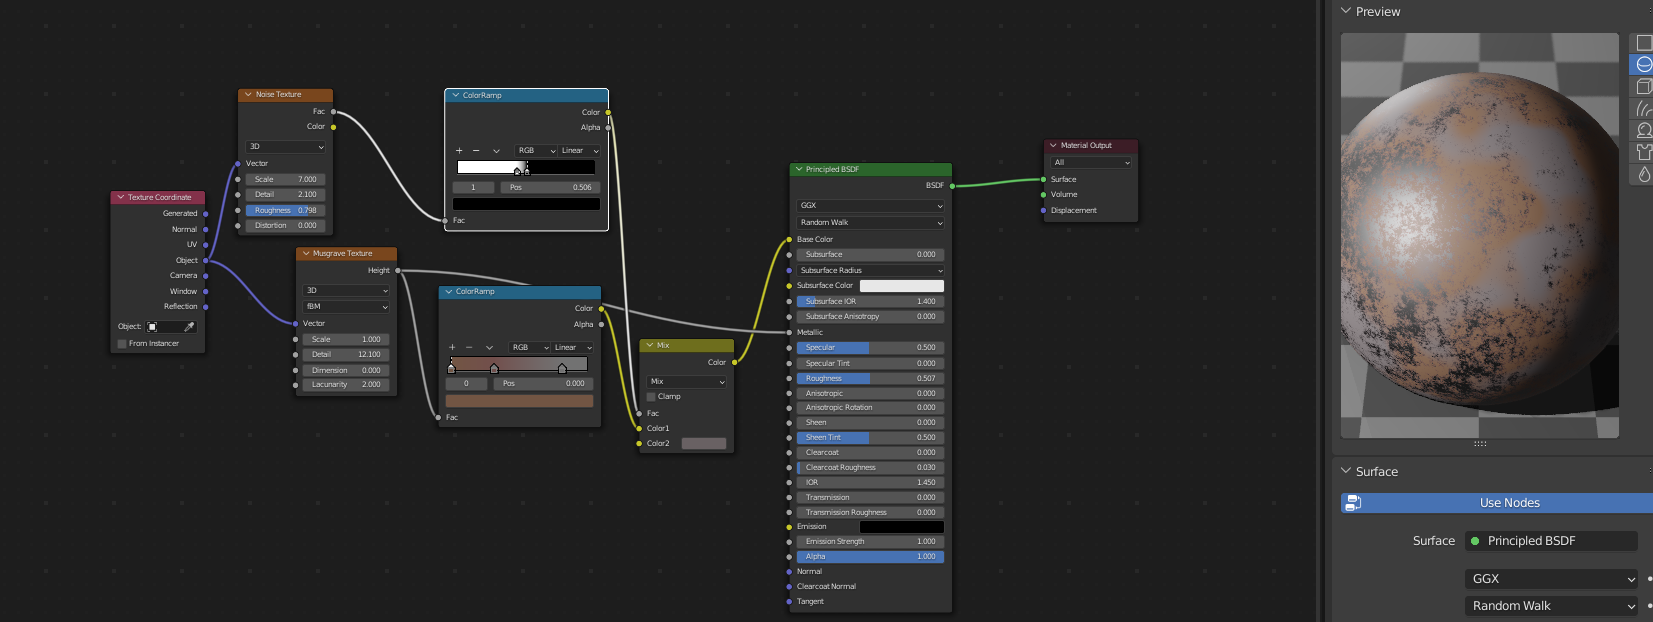 Noise Texture
Fac
Color
3D
Vector
Scale 7.000
Detail 2.100
Roughness 0.798
Distortion 0.000
Texture Coordinate
Generated
Normal
UV
Object
Camera
Window
Reflection
Object:
From Instancer
Musgrave Texture
Height
3D
fBM
Vector
Scale 1.000
Detail 12.100
Dimension 0.000
Lacunarity 2.000
ColorRamp
Color
Alpha
+ − RGB Linear
1 Pos 0.506
Fac
ColorRamp
Color
Alpha
+ − RGB Linear
0 Pos 0.000
Fac
Mix
Color
Mix
Clamp
Fac
Color1
Color2
Principled BSDF
BSDF
GGX
Random Walk
Base Color
Subsurface 0.000
Subsurface Radius
Subsurface Color
Subsurface IOR 1.400
Subsurface Anisotropy 0.000
Metallic
Specular 0.500
Specular Tint 0.000
Roughness 0.507
Anisotropic 0.000
Anisotropic Rotation 0.000
Sheen 0.000
Sheen Tint 0.500
Clearcoat 0.000
Clearcoat Roughness 0.030
IOR 1.450
Transmission 0.000
Transmission Roughness 0.000
Emission
Emission Strength 1.000
Alpha 1.000
Normal
Clearcoat Normal
Tangent
Material Output
All
Surface
Volume
Displacement
Preview
Surface
Use Nodes
Surface Principled BSDF
GGX
Random Walk